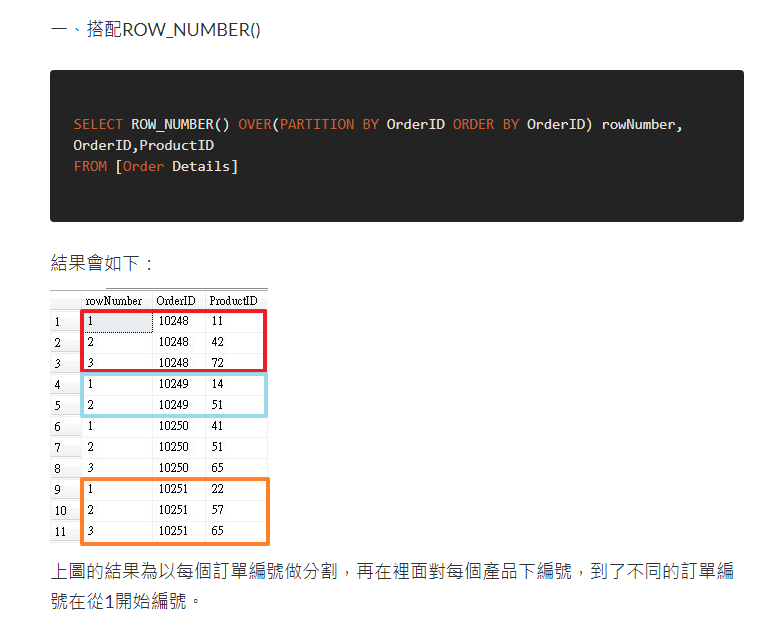 一、搭配ROW_NUMBER()
SELECT ROW_NUMBER() OVER(PARTITION BY OrderID ORDER BY OrderID) rowNumber,
OrderID,ProductID
FROM [Order Details]
結果會如下：
rowNumber OrderID ProductID
1 1 10248 11
2 2 10248 42
3 3 10248 72
4 1 10249 14
5 2 10249 51
6 1 10250 41
7 2 10250 51
8 3 10250 65
9 1 10251 22
10 2 10251 57
11 3 10251 65
上圖的結果為以每個訂單編號做分割，再在裡面對每個產品下編號，到了不同的訂單編
號在從1開始編號。